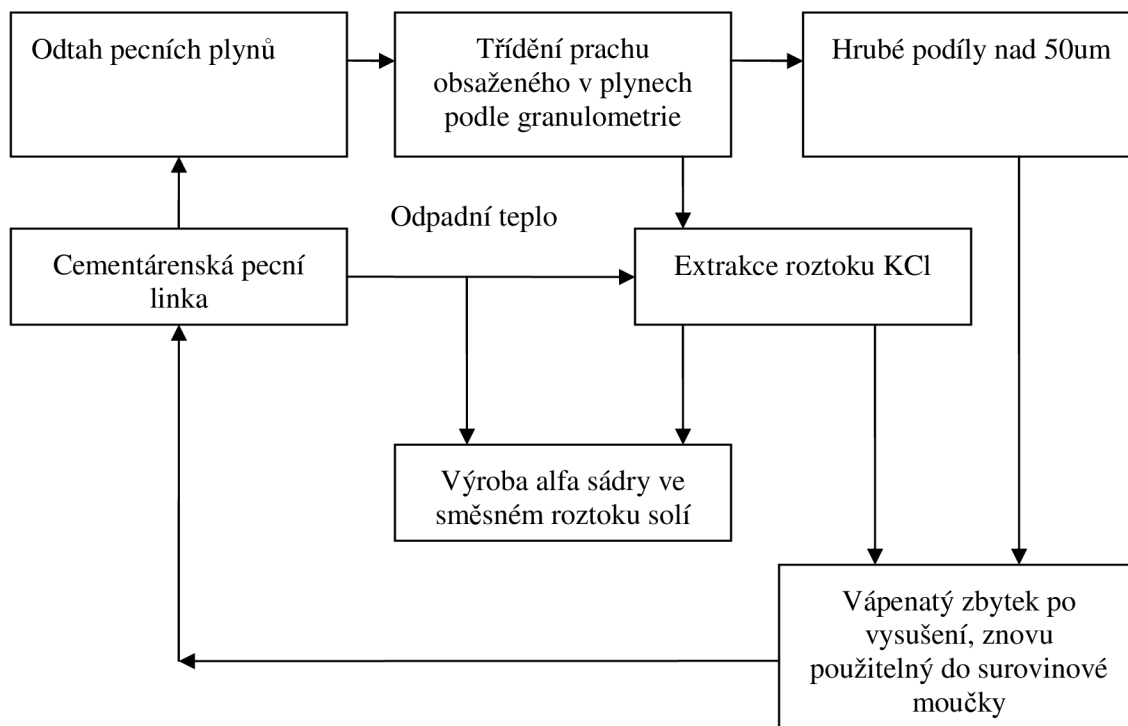 Odtah pecních plynů
Třídění prachu
obsaženého v plynech
podle granulometrie
Hrubé podíly nad 50um
Odpadní teplo
Cementárenská pecní
linka
Extrakce roztoku KCl
Výroba alfa sádry ve
směsném roztoku solí
Vápenatý zbytek po
vysušení, znovu
použitelný do surovinové
moučky